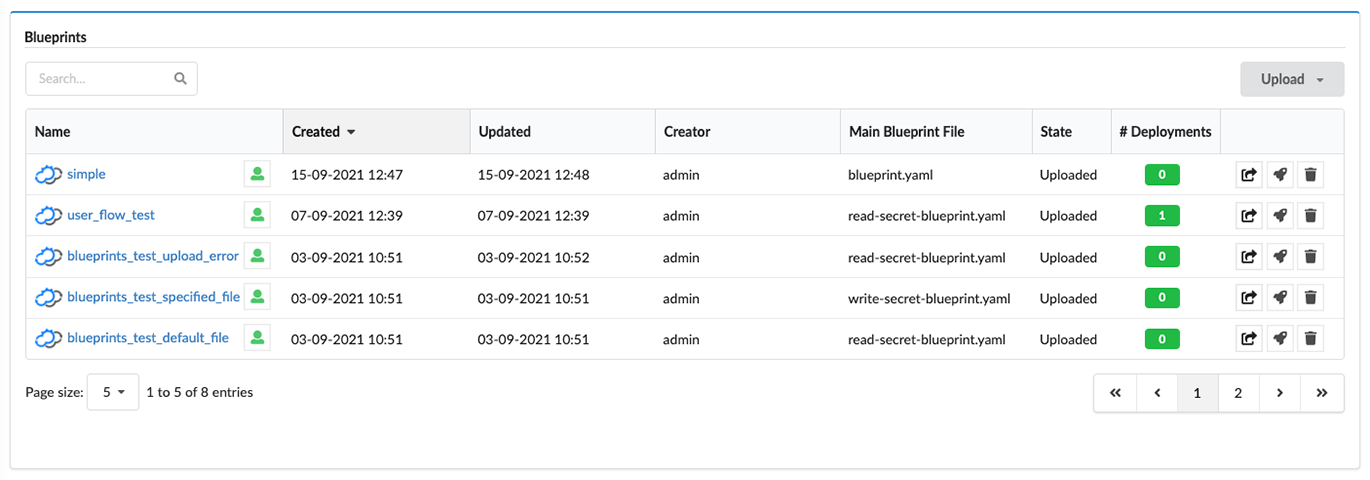 Blueprints
Search...
Upload
Name Created Updated Creator Main Blueprint File State # Deployments
simple 15-09-2021 12:47 15-09-2021 12:48 admin blueprint.yaml Uploaded 0
user_flow_test 07-09-2021 12:39 07-09-2021 12:39 admin read-secret-blueprint.yaml Uploaded 1
blueprints_test_upload_error 03-09-2021 10:51 03-09-2021 10:52 admin read-secret-blueprint.yaml Uploaded 0
blueprints_test_specified_file 03-09-2021 10:51 03-09-2021 10:51 admin write-secret-blueprint.yaml Uploaded 0
blueprints_test_default_file 03-09-2021 10:51 03-09-2021 10:51 admin read-secret-blueprint.yaml Uploaded 0
Page size: 5 1 to 5 of 8 entries « ‹ 1 2 › »